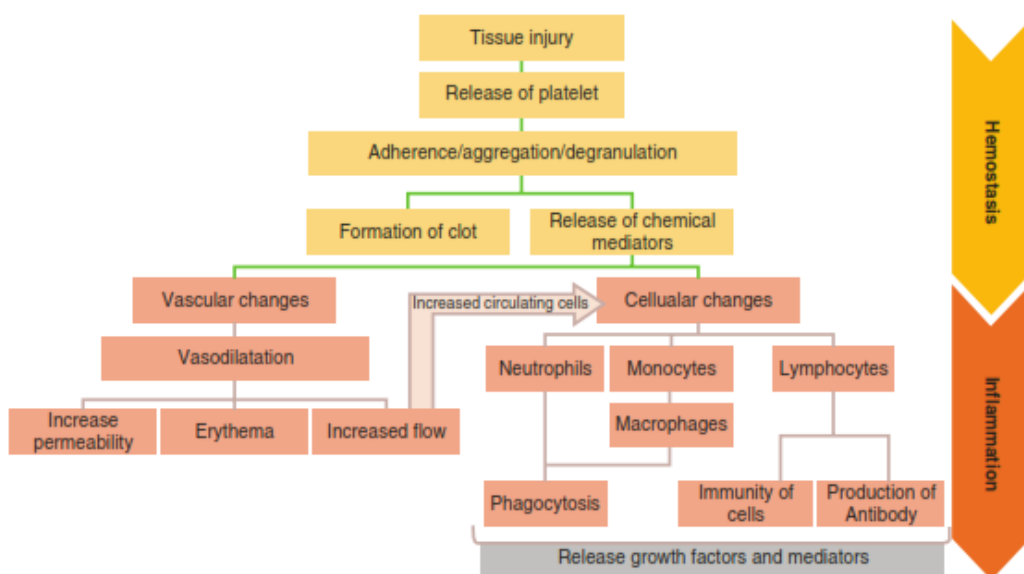 Tissue injury
Release of platelet
Adherence/aggregation/degranulation
Formation of clot
Release of chemical
mediators
Hemostasis
Vascular changes
Increased circulating cells
Cellualar changes
Vasodilatation
Neutrophils
Monocytes
Lymphocytes
Increase
permeability
Erythema
Increased flow
Macrophages
Inflammation
Phagocytosis
Immunity of
cells
Production of
Antibody
Release growth factors and mediators